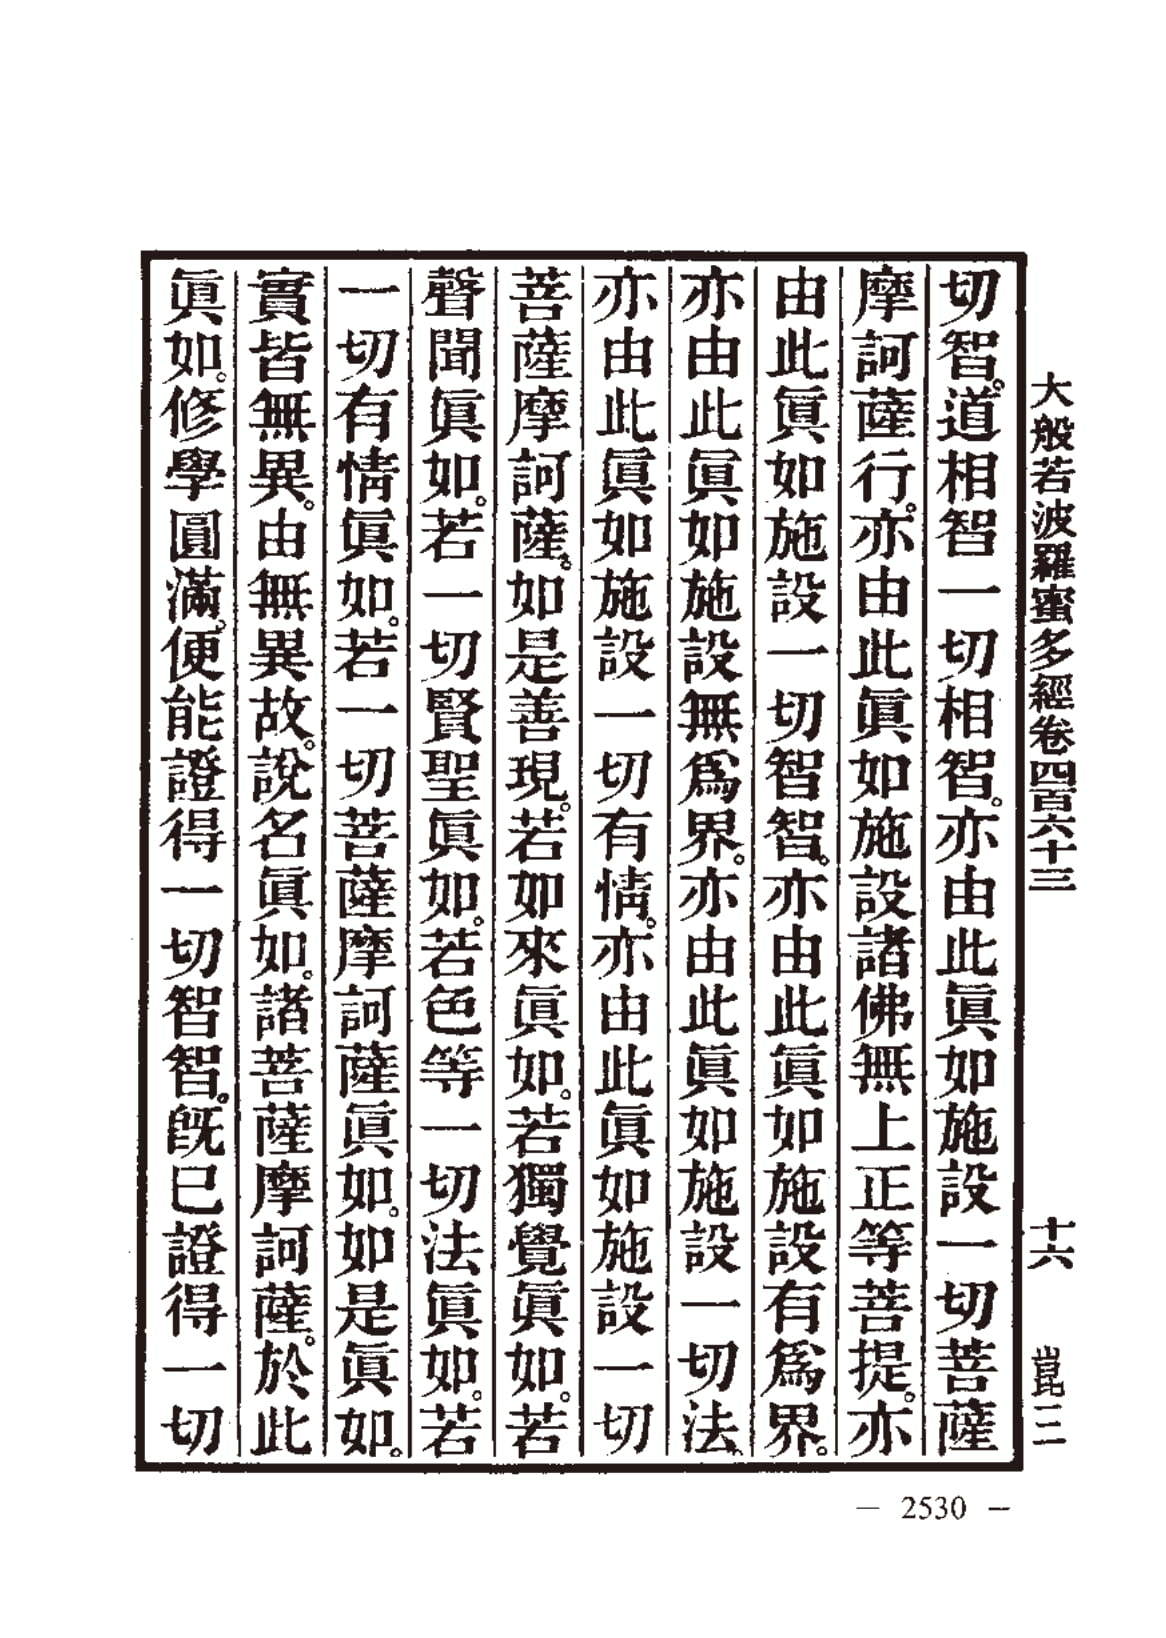 大般若波羅蜜多經卷四百六十三 十六 崑三
切智。道相智一切相智。亦由此眞如施設一切菩薩
摩訶薩行。亦由此眞如施設諸佛無上正等菩提。亦
由此眞如施設一切智智。亦由此眞如施設有爲界。
亦由此眞如施設無爲界。亦由此眞如施設一切法。
亦由此眞如施設一切有情。亦由此眞如施設一切
菩薩摩訶薩。如是善現。若如來眞如。若獨覺眞如。若
聲聞眞如。若一切賢聖眞如。若色等一切法眞如。若
一切有情眞如。若一切菩薩摩訶薩眞如。如是眞如。
實皆無異。由無異故。說名眞如。諸菩薩摩訶薩。於此
眞如。修學圓滿。便能證得一切智智。旣已證得一切
— 2530 —